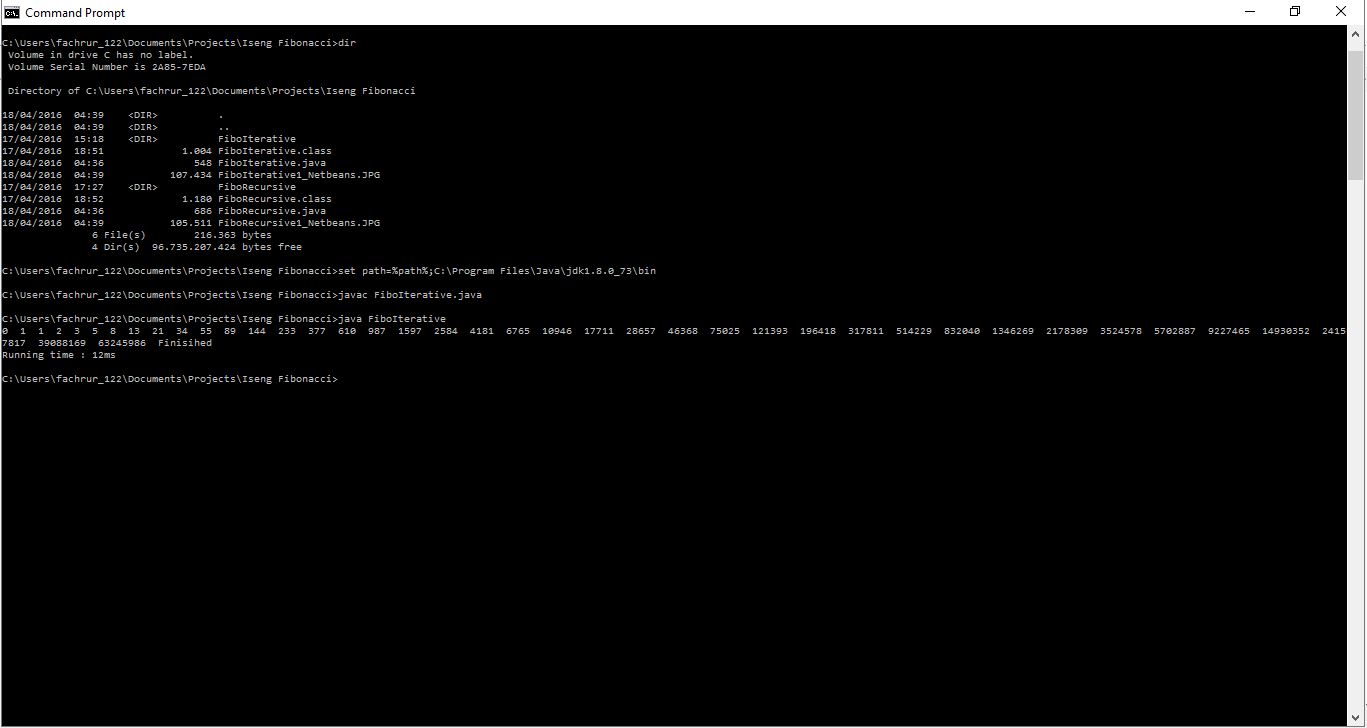 Command Prompt
C:\Users\fachrur_122\Documents\Projects\Iseng Fibonacci>dir
 Volume in drive C has no label.
 Volume Serial Number is 2A85-7EDA
 Directory of C:\Users\fachrur_122\Documents\Projects\Iseng Fibonacci
18/04/2016  04:39    <DIR>          .
18/04/2016  04:39    <DIR>          ..
17/04/2016  15:18    <DIR>          FiboIterative
17/04/2016  18:51             1.004 FiboIterative.class
18/04/2016  04:36               548 FiboIterative.java
18/04/2016  04:39           107.434 FiboIterative1_Netbeans.JPG
17/04/2016  17:27    <DIR>          FiboRecursive
17/04/2016  18:52             1.180 FiboRecursive.class
18/04/2016  04:36               686 FiboRecursive.java
18/04/2016  04:39           105.511 FiboRecursive1_Netbeans.JPG
               6 File(s)        216.363 bytes
               4 Dir(s)  96.735.207.424 bytes free
C:\Users\fachrur_122\Documents\Projects\Iseng Fibonacci>set path=%path%;C:\Program Files\Java\jdk1.8.0_73\bin
C:\Users\fachrur_122\Documents\Projects\Iseng Fibonacci>javac FiboIterative.java
C:\Users\fachrur_122\Documents\Projects\Iseng Fibonacci>java FiboIterative
0  1  1  2  3  5  8  13  21  34  55  89  144  233  377  610  987  1597  2584  4181  6765  10946  17711  28657  46368  75025  121393  196418  317811  514229  832040  1346269  2178309  3524578  5702887  9227465  14930352  2415
7817  39088169  63245986  Finisihed
Running time : 12ms
C:\Users\fachrur_122\Documents\Projects\Iseng Fibonacci>